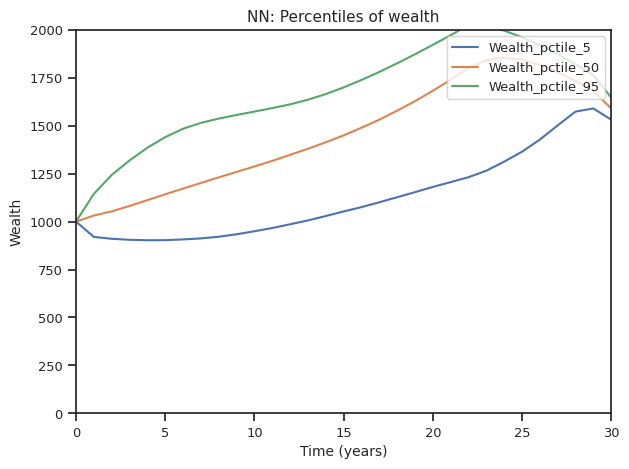 NN: Percentiles of wealth
2000
1750
1500
1250
1000
750
500
250
0
Wealth
Wealth_pctile_5
Wealth_pctile_50
Wealth_pctile_95
0 5 10 15 20 25 30
Time (years)